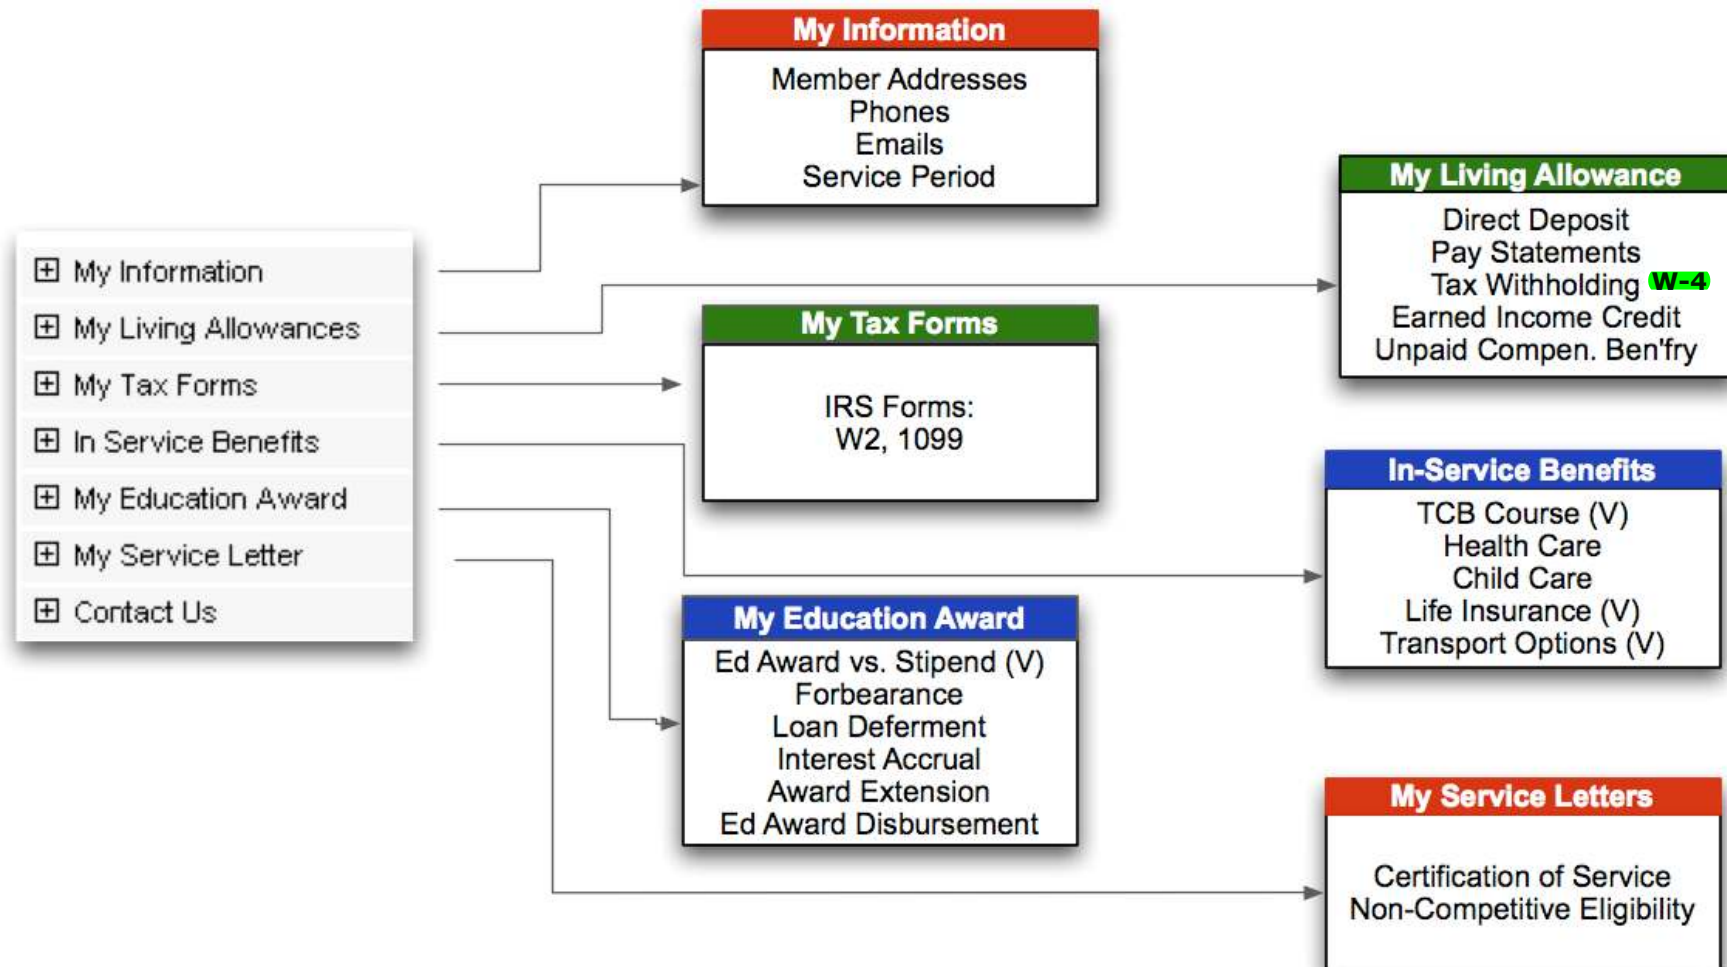 My Information
My Living Allowances
My Tax Forms
In Service Benefits
My Education Award
My Service Letter
Contact Us
My Information
Member Addresses
Phones
Emails
Service Period
My Living Allowance
Direct Deposit
Pay Statements
Tax Withholding W-4
Earned Income Credit
Unpaid Compen. Ben'fry
My Tax Forms
IRS Forms:
W2, 1099
In-Service Benefits
TCB Course (V)
Health Care
Child Care
Life Insurance (V)
Transport Options (V)
My Education Award
Ed Award vs. Stipend (V)
Forbearance
Loan Deferment
Interest Accrual
Award Extension
Ed Award Disbursement
My Service Letters
Certification of Service
Non-Competitive Eligibility